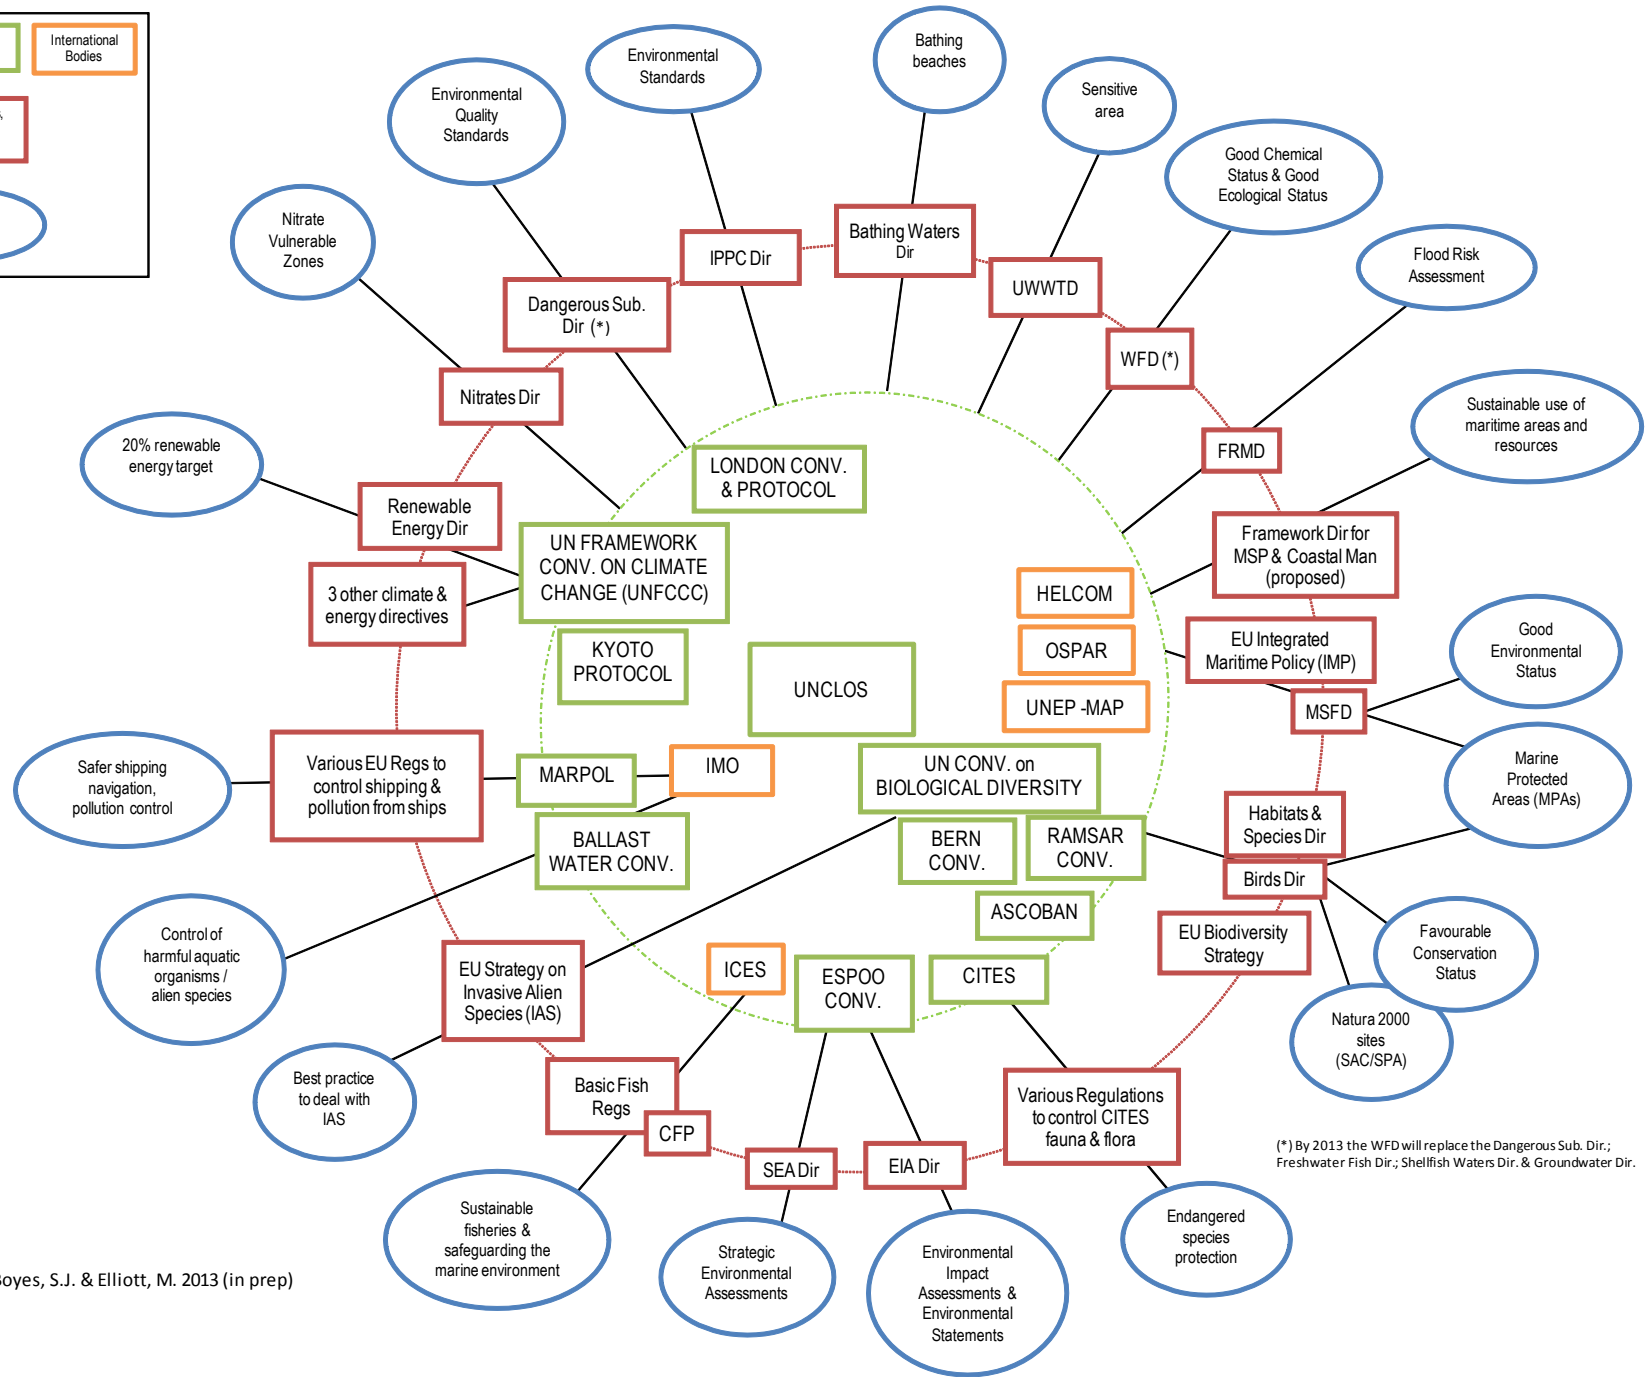 International
Bodies
Bathing
beaches
Environmental
Standards
Environmental
Quality
Standards
Sensitive
area
Good Chemical
Status & Good
Ecological Status
Nitrate
Vulnerable
Zones
Flood Risk
Assessment
IPPC Dir
Bathing Waters
Dir
UWWTD
Dangerous Sub.
Dir (*)
WFD (*)
Nitrates Dir
FRMD
20% renewable
energy target
Sustainable use of
maritime areas and
resources
LONDON CONV.
& PROTOCOL
Renewable
Energy Dir
UN FRAMEWORK
CONV. ON CLIMATE
CHANGE (UNFCCC)
Framework Dir for
MSP & Coastal Man
(proposed)
3 other climate &
energy directives
HELCOM
OSPAR
UNEP -MAP
KYOTO
PROTOCOL
UNCLOS
EU Integrated
Maritime Policy (IMP)
Good
Environmental
Status
MSFD
Safer shipping
navigation,
pollution control
Various EU Regs to
control shipping &
pollution from ships
MARPOL
IMO
UN CONV. on
BIOLOGICAL DIVERSITY
Marine
Protected
Areas (MPAs)
Habitats &
Species Dir
BALLAST
WATER CONV.
BERN
CONV.
RAMSAR
CONV.
Birds Dir
ASCOBAN
EU Biodiversity
Strategy
Favourable
Conservation
Status
Control of
harmful aquatic
organisms /
alien species
EU Strategy on
Invasive Alien
Species (IAS)
ICES
ESPOO
CONV.
CITES
Natura 2000
sites
(SAC/SPA)
Best practice
to deal with
IAS
Basic Fish
Regs
CFP
Various Regulations
to control CITES
fauna & flora
SEA Dir
EIA Dir
(*) By 2013 the WFD will replace the Dangerous Sub. Dir.;
Freshwater Fish Dir.; Shellfish Waters Dir. & Groundwater Dir.
Sustainable
fisheries &
safeguarding the
marine environment
Strategic
Environmental
Assessments
Environmental
Impact
Assessments &
Environmental
Statements
Endangered
species
protection
Boyes, S.J. & Elliott, M. 2013 (in prep)